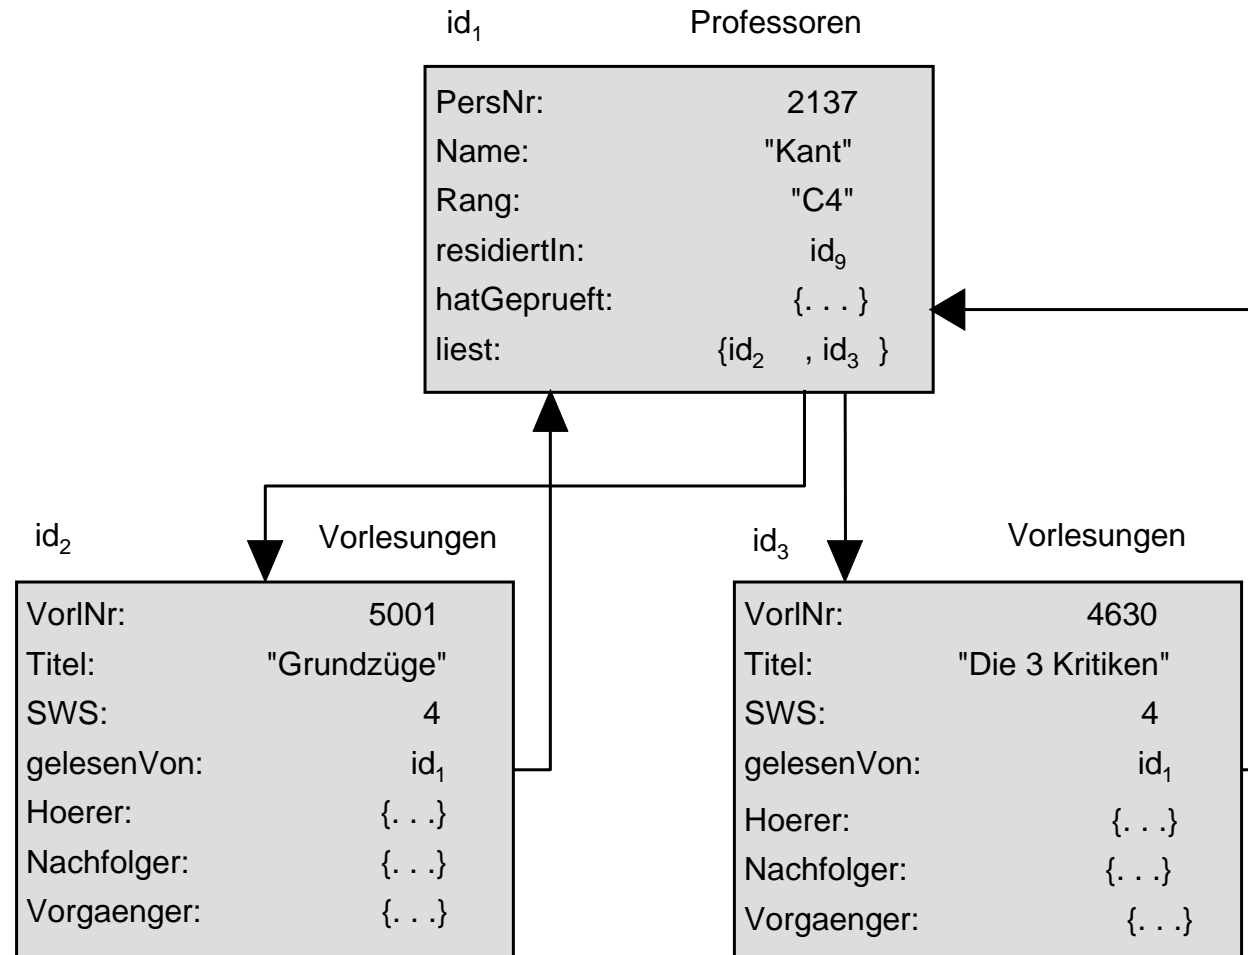 id₁ Professoren
PersNr: 2137
Name: "Kant"
Rang: "C4"
residiertIn: id₉
hatGeprueft: {. . . }
liest: {id₂ , id₃ }
id₂ Vorlesungen
VorlNr: 5001
Titel: "Grundzüge"
SWS: 4
gelesenVon: id₁
Hoerer: {. . .}
Nachfolger: {. . .}
Vorgaenger: {. . .}
id₃ Vorlesungen
VorlNr: 4630
Titel: "Die 3 Kritiken"
SWS: 4
gelesenVon: id₁
Hoerer: {. . .}
Nachfolger: {. . .}
Vorgaenger: {. . .}